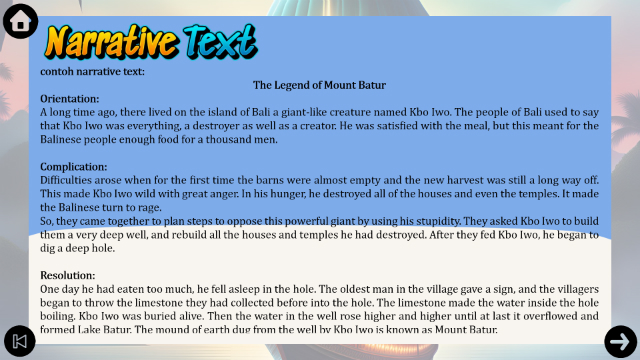 Narrative Text
contoh narrative text:
The Legend of Mount Batur
Orientation:
A long time ago, there lived on the island of Bali a giant-like creature named Kbo Iwo. The people of Bali used to say
that Kbo Iwo was everything, a destroyer as well as a creator. He was satisfied with the meal, but this meant for the
Balinese people enough food for a thousand men.
Complication:
Difficulties arose when for the first time the barns were almost empty and the new harvest was still a long way off.
This made Kbo Iwo wild with great anger. In his hunger, he destroyed all of the houses and even the temples. It made
the Balinese turn to rage.
So, they came together to plan steps to oppose this powerful giant by using his stupidity. They asked Kbo Iwo to build
them a very deep well, and rebuild all the houses and temples he had destroyed. After they fed Kbo Iwo, he began to
dig a deep hole.
Resolution:
One day he had eaten too much, he fell asleep in the hole. The oldest man in the village gave a sign, and the villagers
began to throw the limestone they had collected before into the hole. The limestone made the water inside the hole
boiling. Kbo Iwo was buried alive. Then the water in the well rose higher and higher until at last it overflowed and
formed Lake Batur. The mound of earth dug from the well by Kbo Iwo is known as Mount Batur.